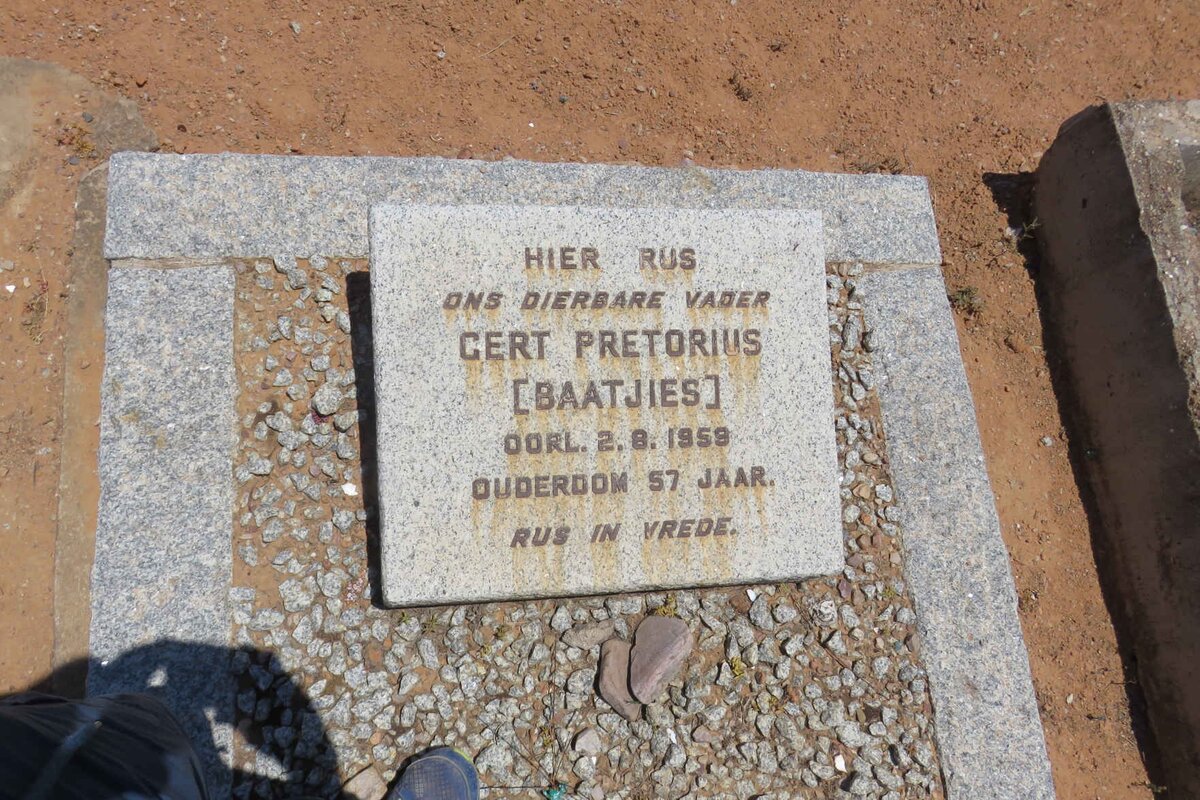 HIER RUS
ONS DIERBARE VADER
GERT PRETORIUS
[BAATJIES]
OORL. 2. 8. 1959
OUDERDOM 57 JAAR.
RUS IN VREDE.